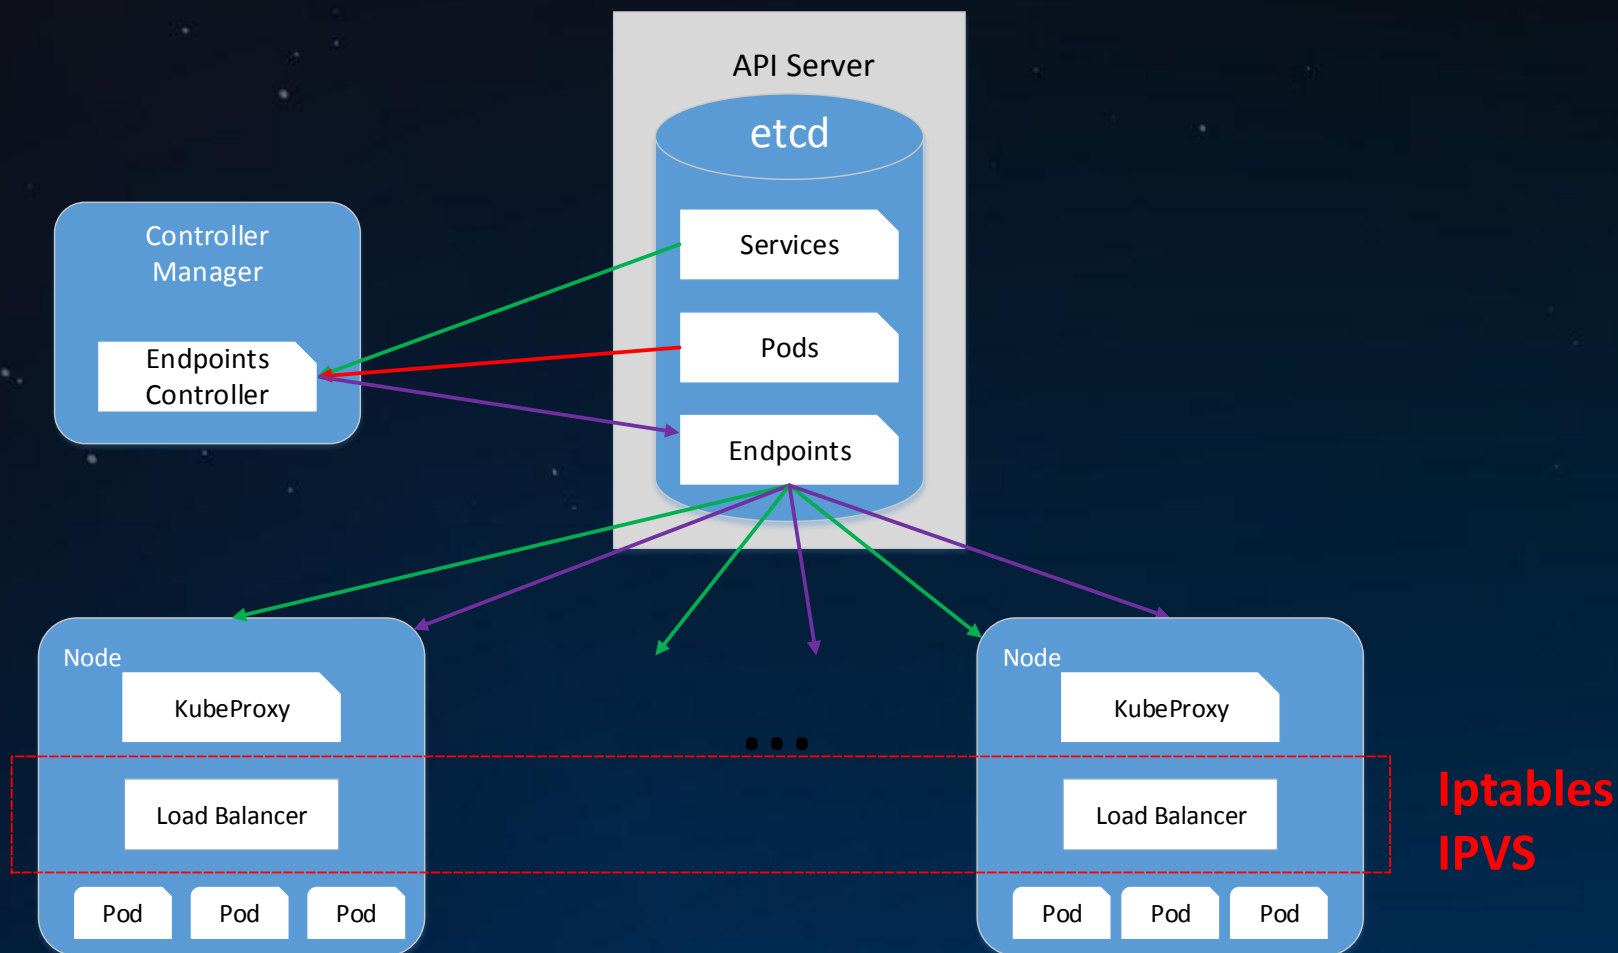 API Server
etcd
Services
Pods
Endpoints
Controller
Manager
Endpoints
Controller
Node
KubeProxy
Load Balancer
Pod
Pod
Pod
...
Node
KubeProxy
Load Balancer
Pod
Pod
Pod
Iptables
IPVS